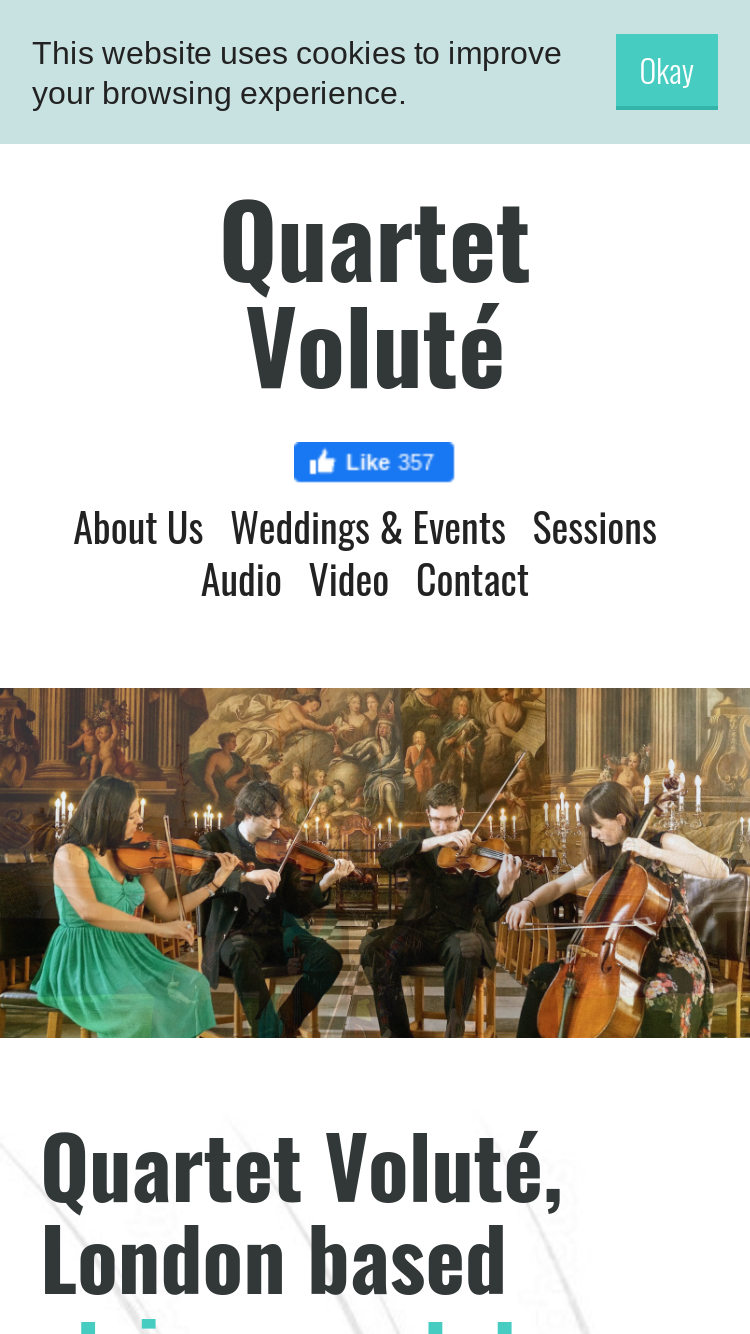 This website uses cookies to improve
your browsing experience.
Okay
Quartet
Voluté
Like 357
About Us Weddings & Events Sessions
Audio Video Contact
Quartet Voluté,
London based